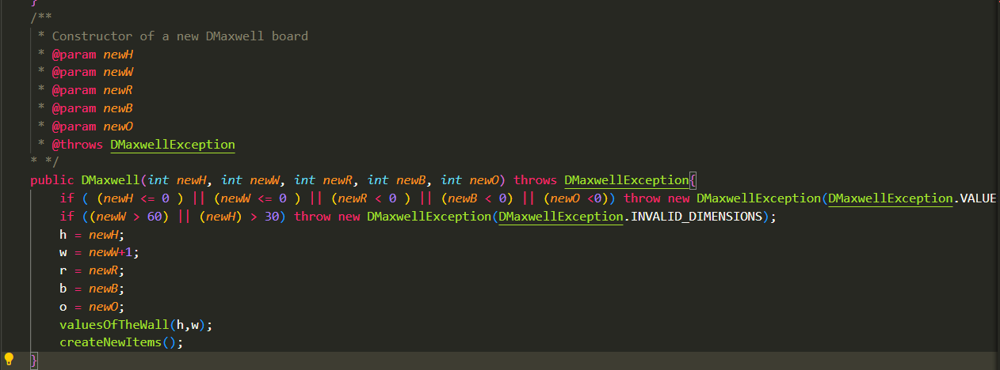 }
/**
 * Constructor of a new DMaxwell board
 * @param newH
 * @param newW
 * @param newR
 * @param newB
 * @param newO
 * @throws DMaxwellException
* */
public DMaxwell(int newH, int newW, int newR, int newB, int newO) throws DMaxwellException{
    if ( (newH <= 0 ) || (newW <= 0 ) || (newR < 0 ) || (newB < 0) || (newO <0)) throw new DMaxwellException(DMaxwellException.VALUE
    if ((newW > 60) || (newH) > 30) throw new DMaxwellException(DMaxwellException.INVALID_DIMENSIONS);
    h = newH;
    w = newW+1;
    r = newR;
    b = newB;
    o = newO;
    valuesOfTheWall(h,w);
    createNewItems();
}